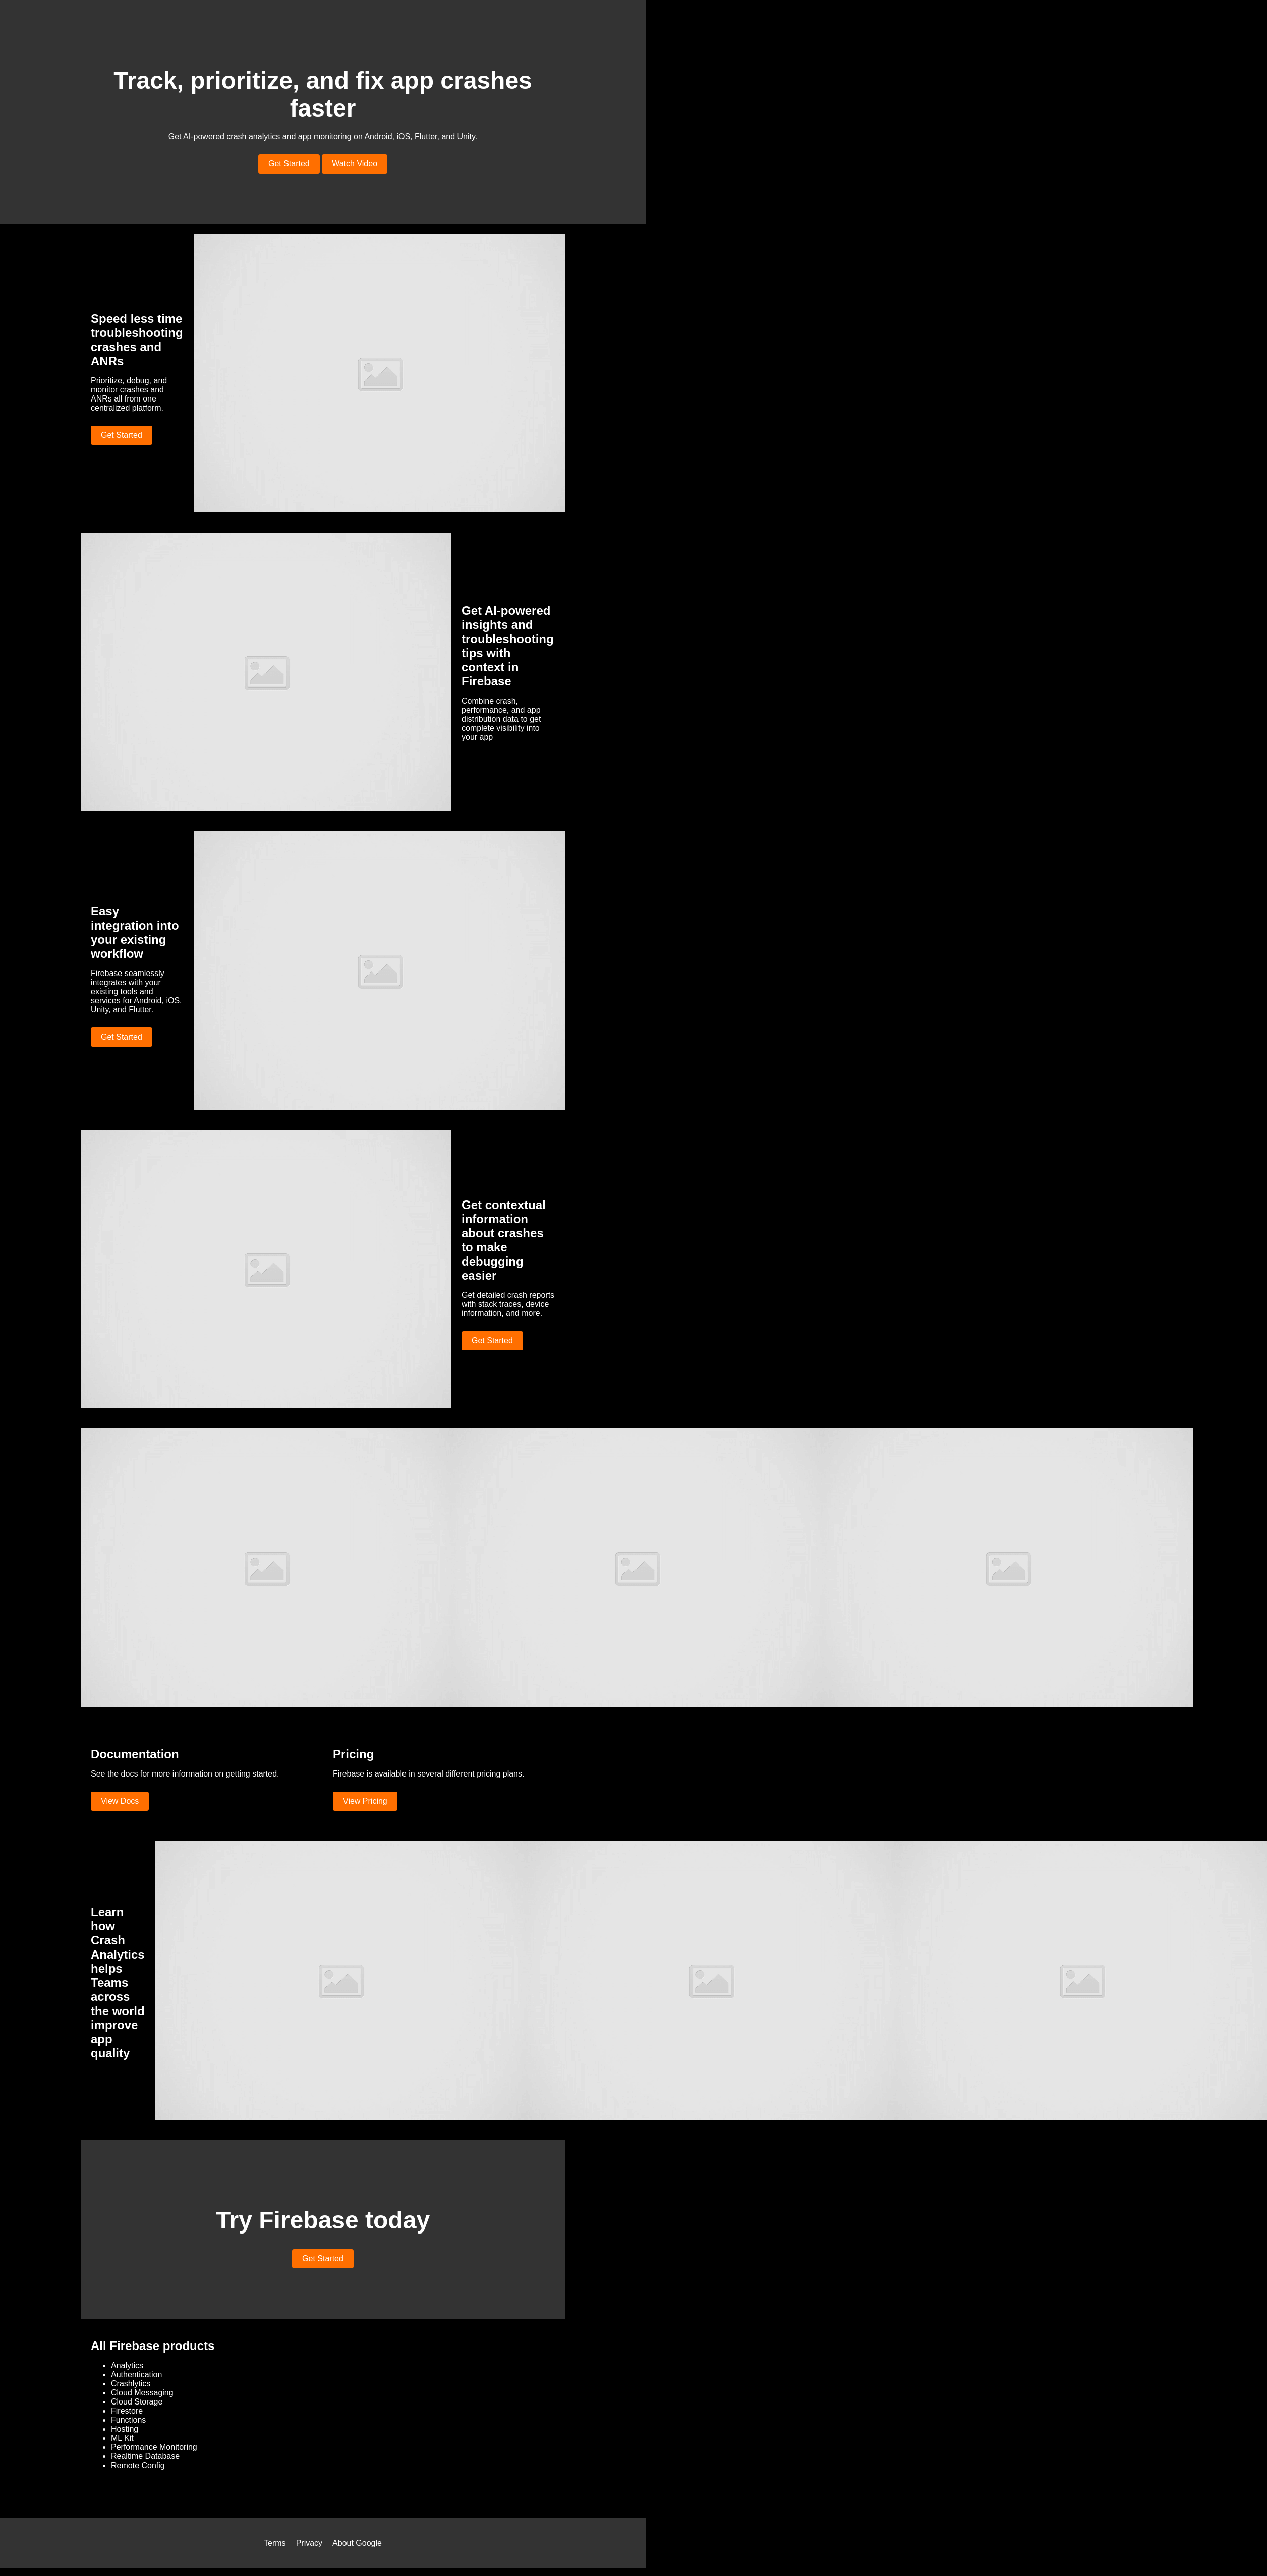 Track, prioritize, and fix app crashes
faster
Get AI-powered crash analytics and app monitoring on Android, iOS, Flutter, and Unity.
Get Started Watch Video
Speed less time
troubleshooting
crashes and
ANRs
Prioritize, debug, and
monitor crashes and
ANRs all from one
centralized platform.
Get Started
Get AI-powered
insights and
troubleshooting
tips with
context in
Firebase
Combine crash,
performance, and app
distribution data to get
complete visibility into
your app
Easy
integration into
your existing
workflow
Firebase seamlessly
integrates with your
existing tools and
services for Android, iOS,
Unity, and Flutter.
Get Started
Get contextual
information
about crashes
to make
debugging
easier
Get detailed crash reports
with stack traces, device
information, and more.
Get Started
Documentation
See the docs for more information on getting started.
View Docs
Pricing
Firebase is available in several different pricing plans.
View Pricing
Learn
how
Crash
Analytics
helps
Teams
across
the world
improve
app
quality
Try Firebase today
Get Started
All Firebase products
• Analytics
• Authentication
• Crashlytics
• Cloud Messaging
• Cloud Storage
• Firestore
• Functions
• Hosting
• ML Kit
• Performance Monitoring
• Realtime Database
• Remote Config
Terms Privacy About Google